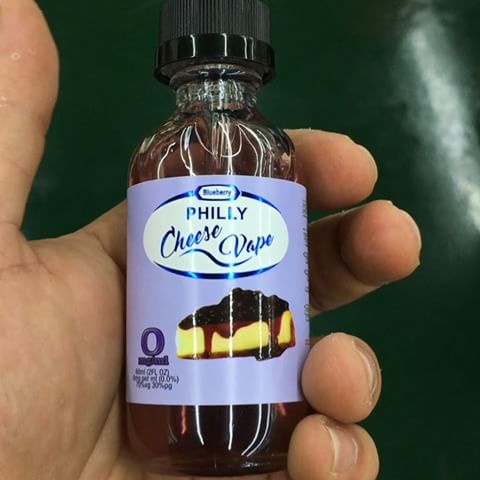 Blueberry
PHILLY
Cheese
Vape
0
mg/ml
60ml (2FL OZ)
0mg per ml (0.0%)
70%vg 30%pg